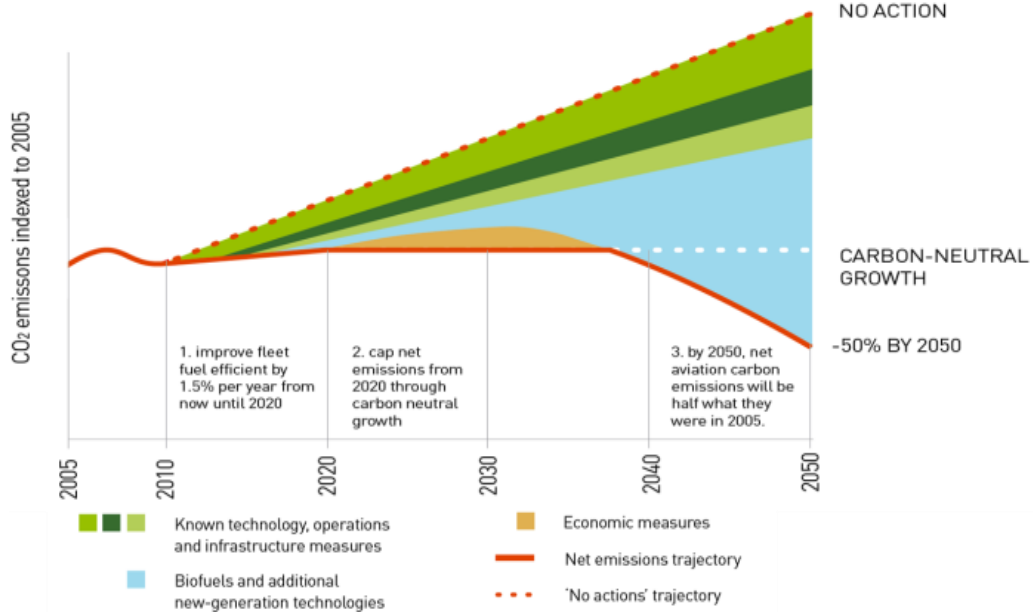 NO ACTION
CO2 emissons indexed to 2005
CARBON-NEUTRAL
GROWTH
-50% BY 2050
1. improve fleet
fuel efficient by
1.5% per year from
now until 2020
2. cap net
emissions from
2020 through
carbon neutral
growth
3. by 2050, net
aviation carbon
emissions will be
half what they
were in 2005.
2005
2010
2020
2030
2040
2050
Known technology, operations
and infrastructure measures
Biofuels and additional
new-generation technologies
Economic measures
Net emissions trajectory
'No actions' trajectory